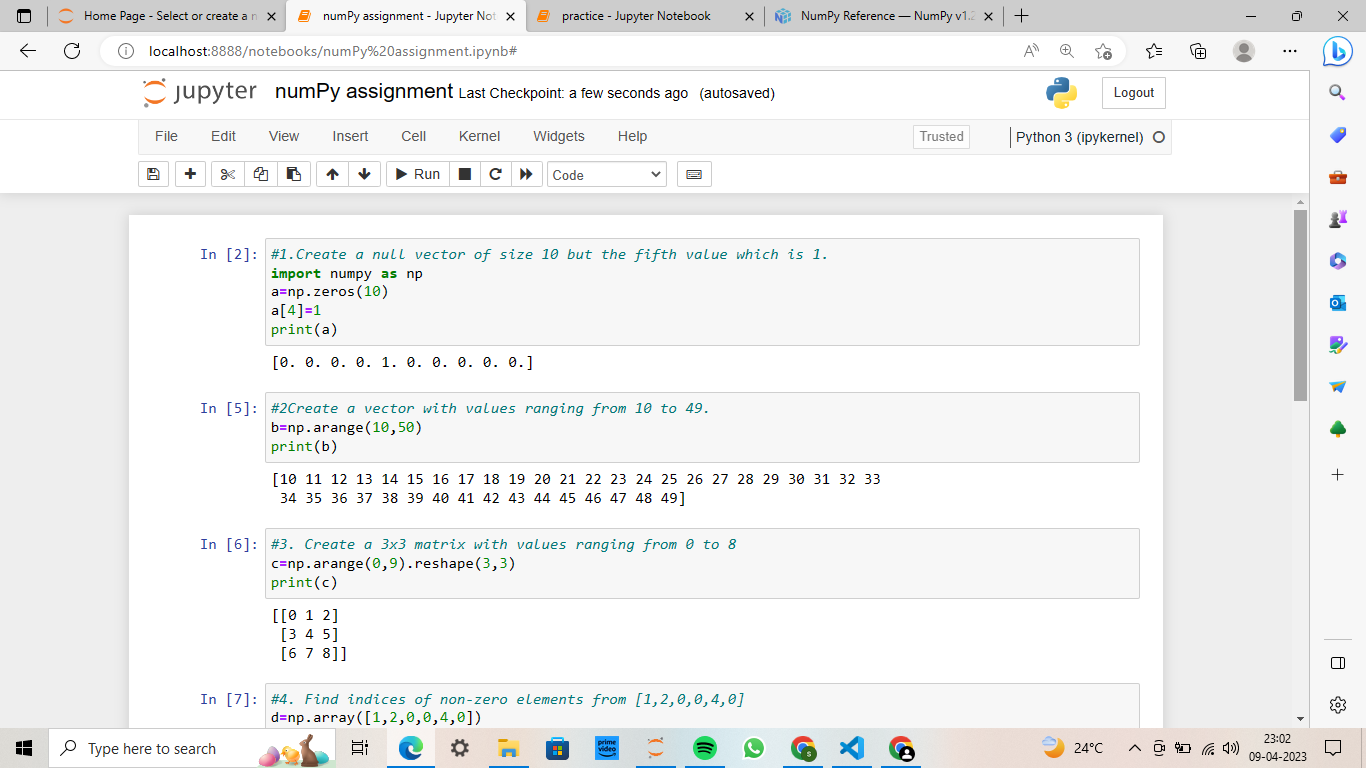 Home Page - Select or create a n
numPy assignment - Jupyter Not
practice - Jupyter Notebook
NumPy Reference — NumPy v1.2
localhost:8888/notebooks/numPy%20assignment.ipynb#
jupyter numPy assignment Last Checkpoint: a few seconds ago (autosaved)
Logout
File Edit View Insert Cell Kernel Widgets Help
Trusted
Python 3 (ipykernel)
Run
Code
In [2]: #1.Create a null vector of size 10 but the fifth value which is 1.
import numpy as np
a=np.zeros(10)
a[4]=1
print(a)
[0. 0. 0. 0. 1. 0. 0. 0. 0. 0.]
In [5]: #2Create a vector with values ranging from 10 to 49.
b=np.arange(10,50)
print(b)
[10 11 12 13 14 15 16 17 18 19 20 21 22 23 24 25 26 27 28 29 30 31 32 33
34 35 36 37 38 39 40 41 42 43 44 45 46 47 48 49]
In [6]: #3. Create a 3x3 matrix with values ranging from 0 to 8
c=np.arange(0,9).reshape(3,3)
print(c)
[[0 1 2]
[3 4 5]
[6 7 8]]
In [7]: #4. Find indices of non-zero elements from [1,2,0,0,4,0]
d=np.array([1,2,0,0,4,0])
Type here to search
prime video
24°C
23:02
09-04-2023